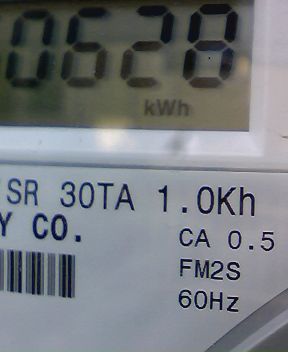 0628
kWh
SR 30TA 1.0Kh
Y CO.
CA 0.5
FM2S
60Hz